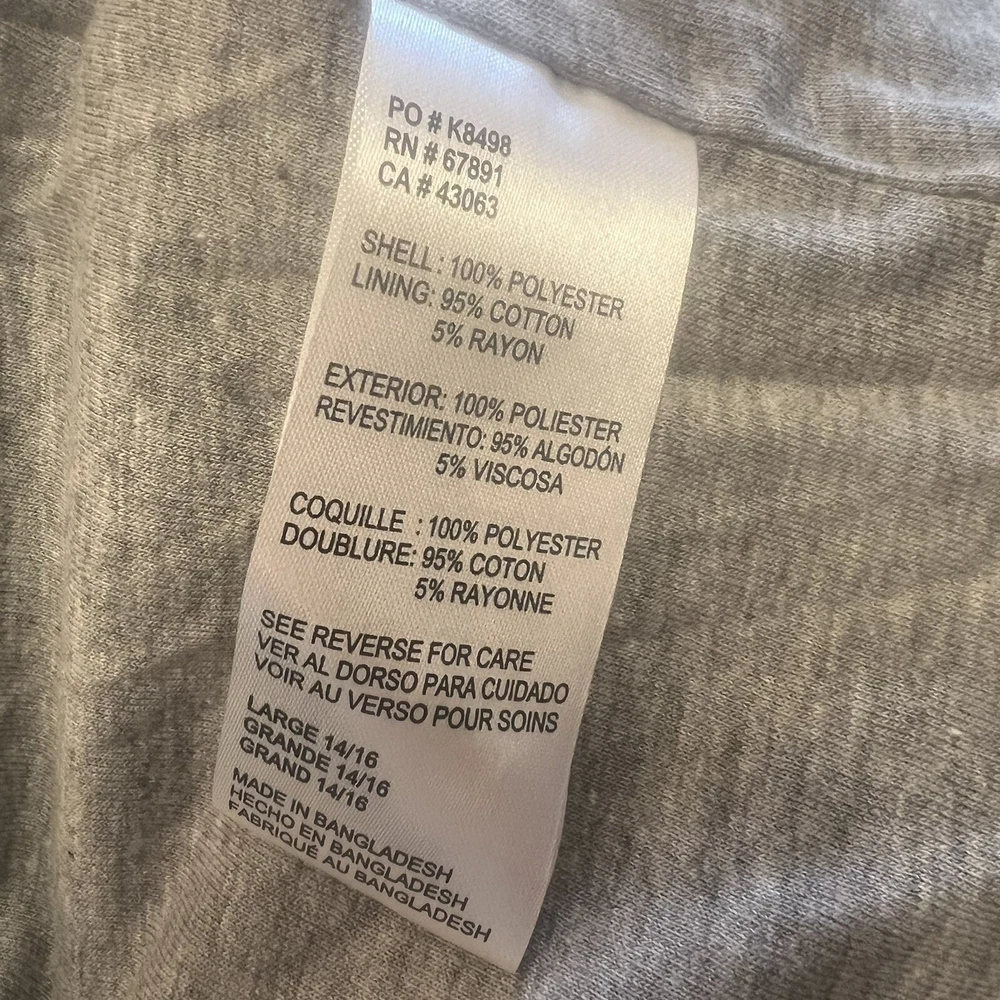 PO # K8498
RN # 67891
CA # 43063
SHELL : 100% POLYESTER
LINING: 95% COTTON
5% RAYON
EXTERIOR: 100% POLIESTER
REVESTIMIENTO: 95% ALGODÓN
5% VISCOSA
COQUILLE : 100% POLYESTER
DOUBLURE: 95% COTON
5% RAYONNE
SEE REVERSE FOR CARE
VER AL DORSO PARA CUIDADO
VOIR AU VERSO POUR SOINS
LARGE 14/16
GRANDE 14/16
GRAND 14/16
MADE IN BANGLADESH
HECHO EN BANGLADESH
FABRIQUÉ AU BANGLADESH